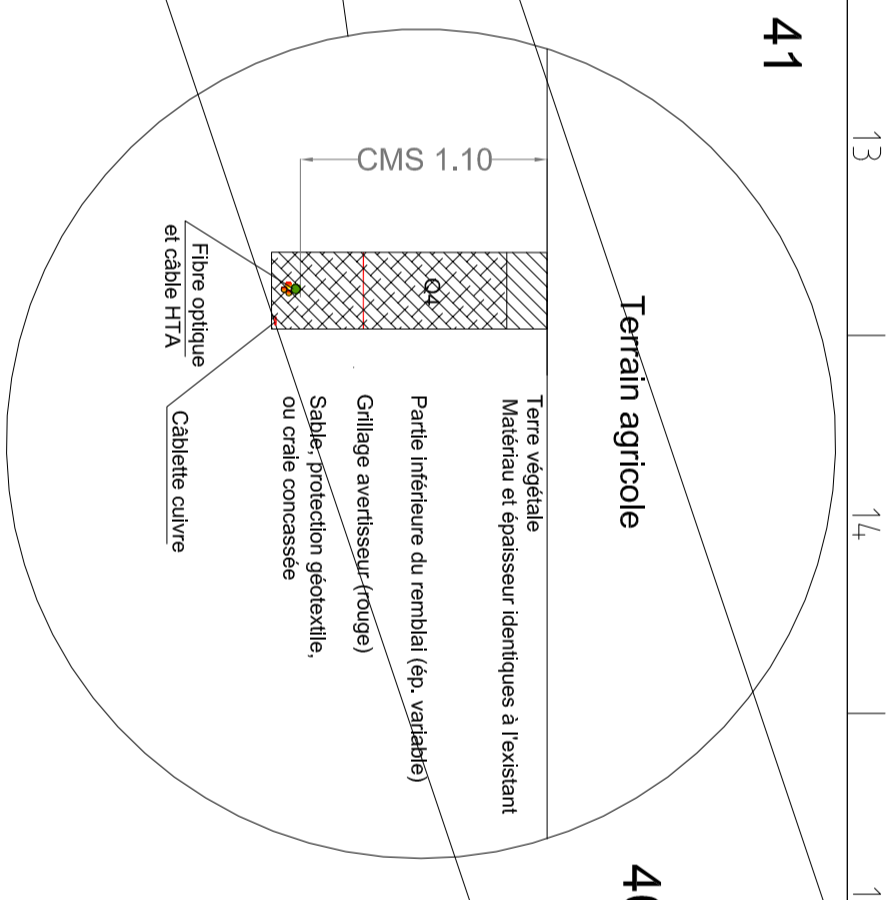 13
14
41
Terrain agricole
CMS 1.10
Terre végétale
Matériau et épaisseur identiques à l'existant
Q4
Partie inférieure du remblai (ép. variable)
Grillage avertisseur (rouge)
Sable, protection géotextile,
ou craie concassée
Fibre optique
et câble HTA
Câblette cuivre